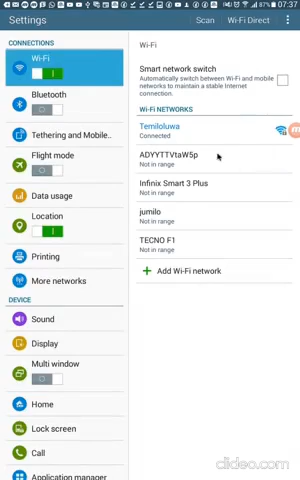 87% 07:37
Settings
Scan
Wi-Fi Direct
CONNECTIONS
Wi-Fi
Bluetooth
Tethering and Mobile..
Flight mode
Data usage
Location
Printing
More networks
DEVICE
Sound
Display
Multi window
Home
Lock screen
Call
Application manager
Wi-Fi
Smart network switch
Automatically switch between Wi-Fi and mobile
networks to maintain a stable Internet
connection.
WI-FI NETWORKS
Temiloluwa
Connected
ADYYTTVtaW5p
Not in range
Infinix Smart 3 Plus
Not in range
jumilo
Not in range
TECNO F1
Not in range
Add Wi-Fi network
clideo.com